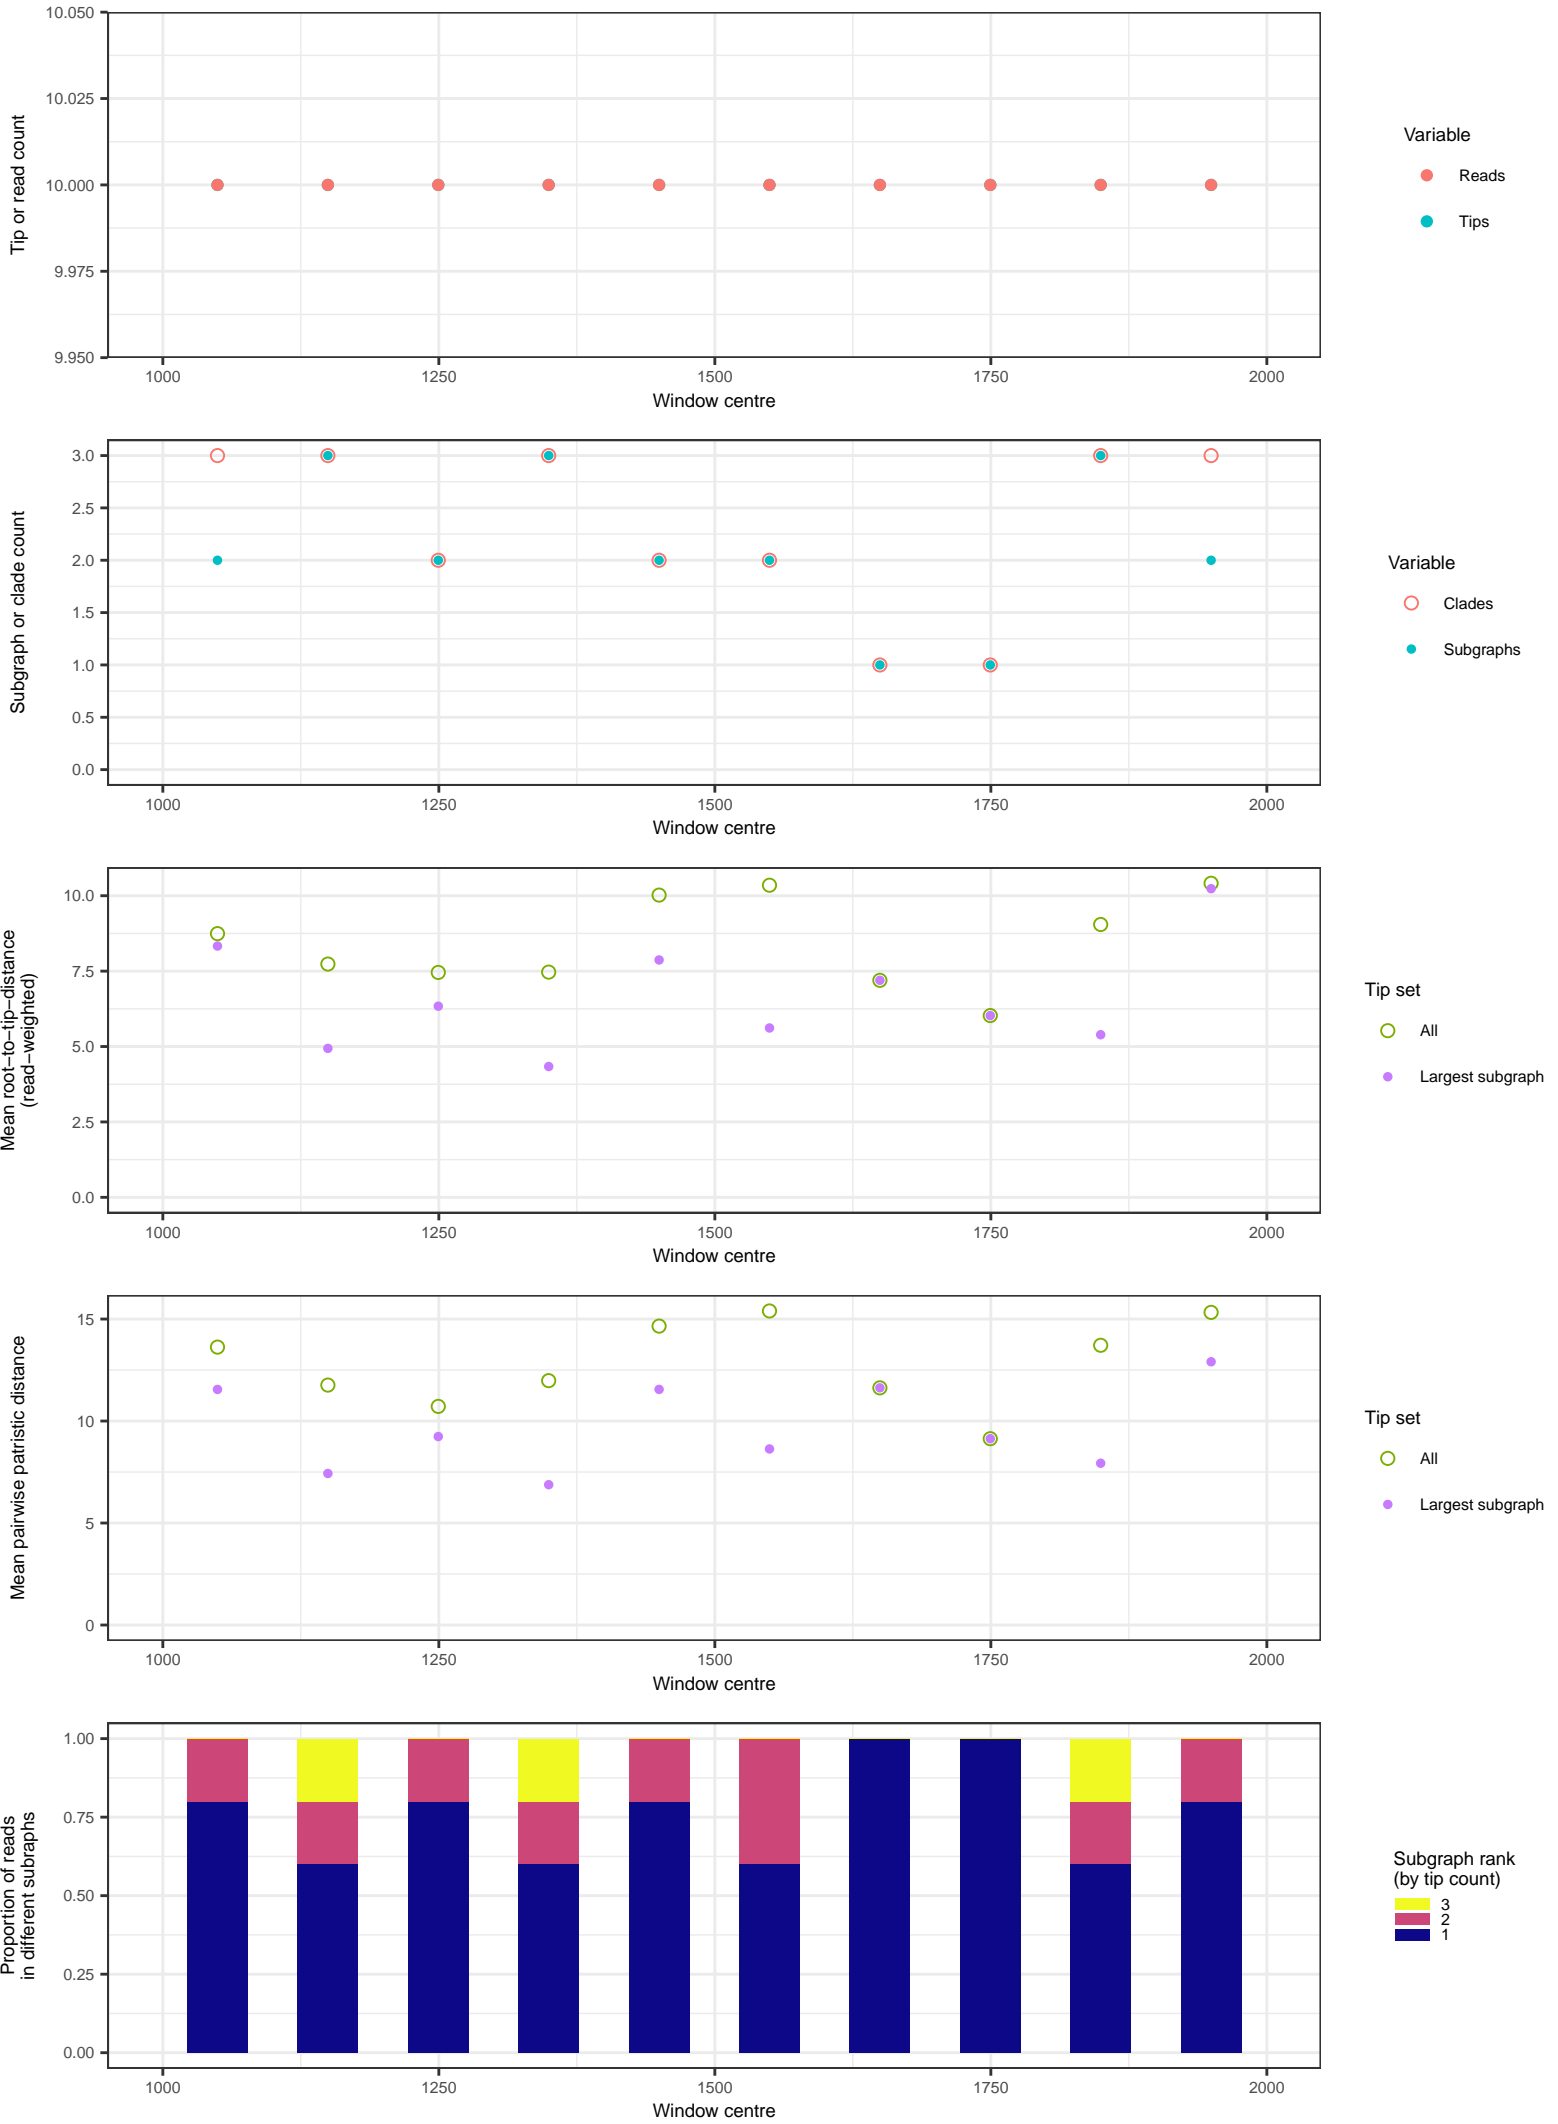 10.050
10.025
10.000
9.975
9.950
Tip or read count
1000 1250 1500 1750 2000
Window centre
Variable
Reads
Tips
3.0
2.5
2.0
1.5
1.0
0.5
0.0
Subgraph or clade count
1000 1250 1500 1750 2000
Window centre
Variable
Clades
Subgraphs
10.0
7.5
5.0
2.5
0.0
Mean root−to−tip−distance
(read−weighted)
1000 1250 1500 1750 2000
Window centre
Tip set
All
Largest subgraph
15
10
5
0
Mean pairwise patristic distance
1000 1250 1500 1750 2000
Window centre
Tip set
All
Largest subgraph
1.00
0.75
0.50
0.25
0.00
Proportion of reads
in different subraphs
1000 1250 1500 1750 2000
Window centre
Subgraph rank
(by tip count)
3
2
1